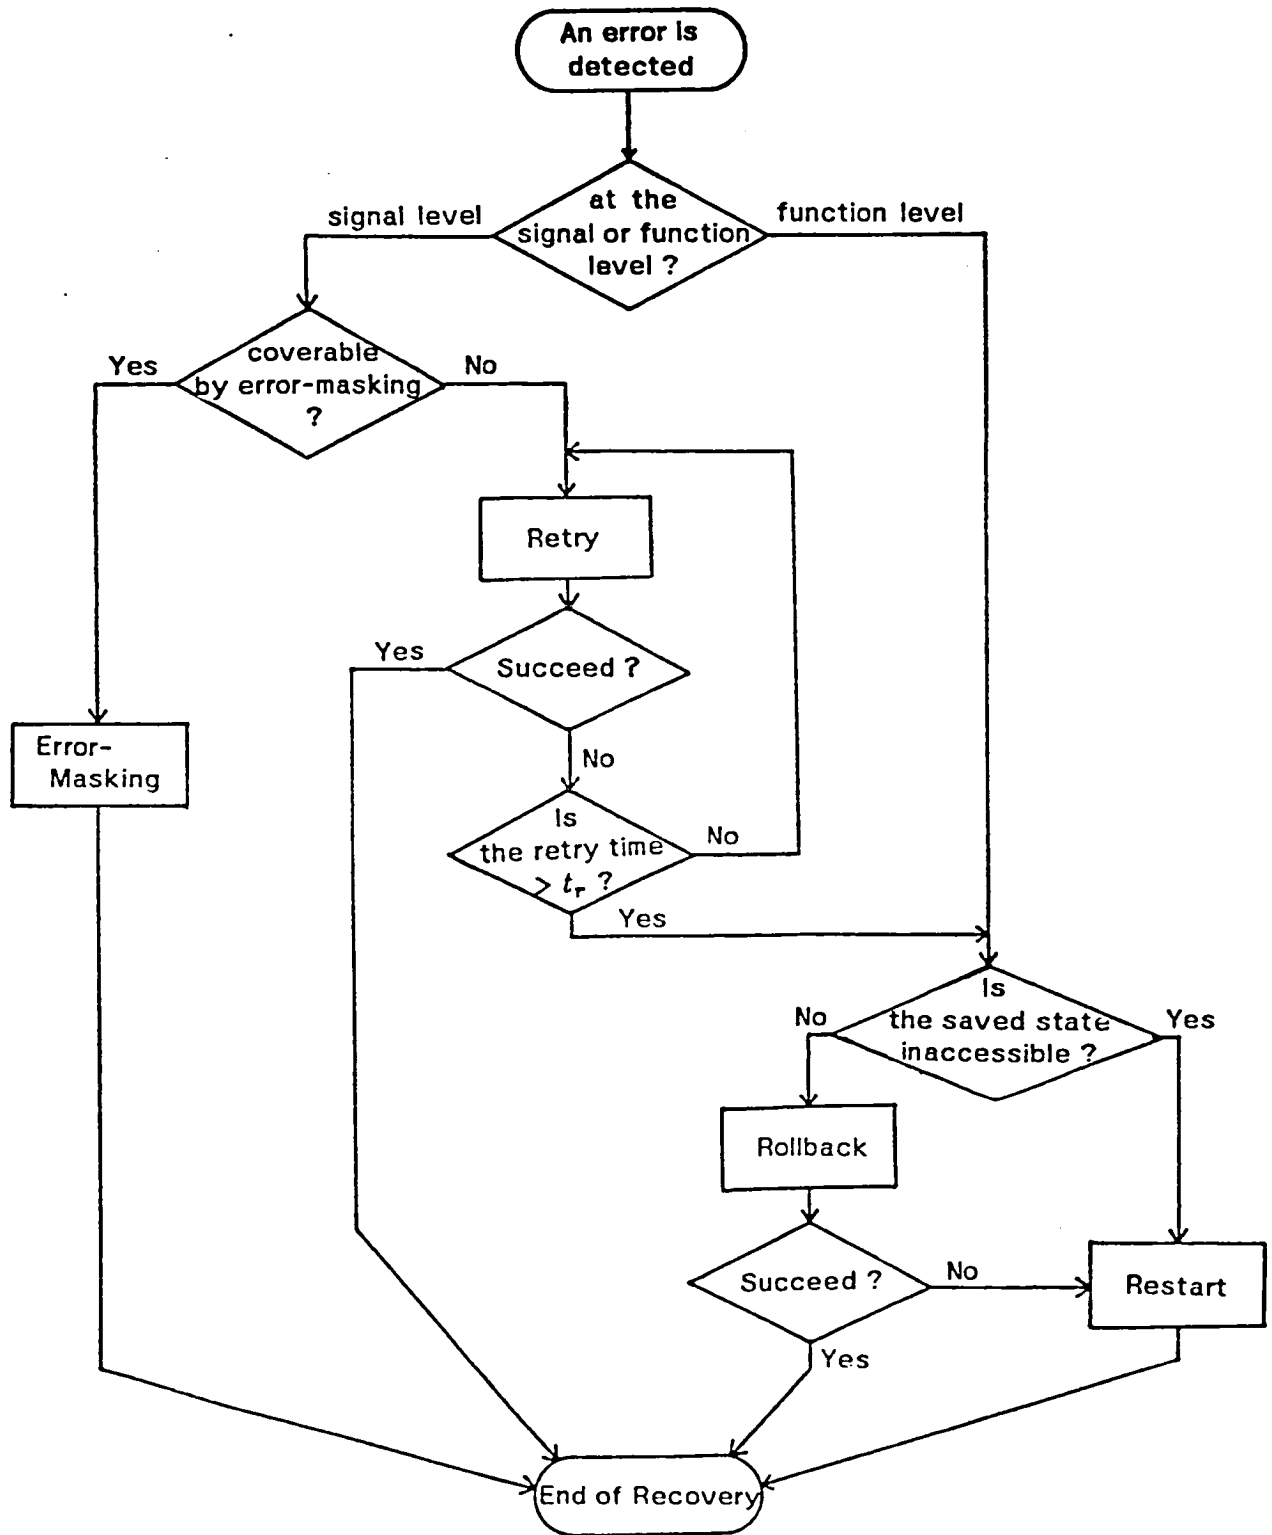 An error is
detected
at the
signal or function
level ?
signal level
function level
coverable
by error-masking
?
Yes
No
Retry
Succeed ?
Yes
No
Error-
Masking
Is
the retry time
> t_r ?
No
Yes
Is
the saved state
inaccessible ?
No
Yes
Rollback
Succeed ?
No
Restart
Yes
End of Recovery